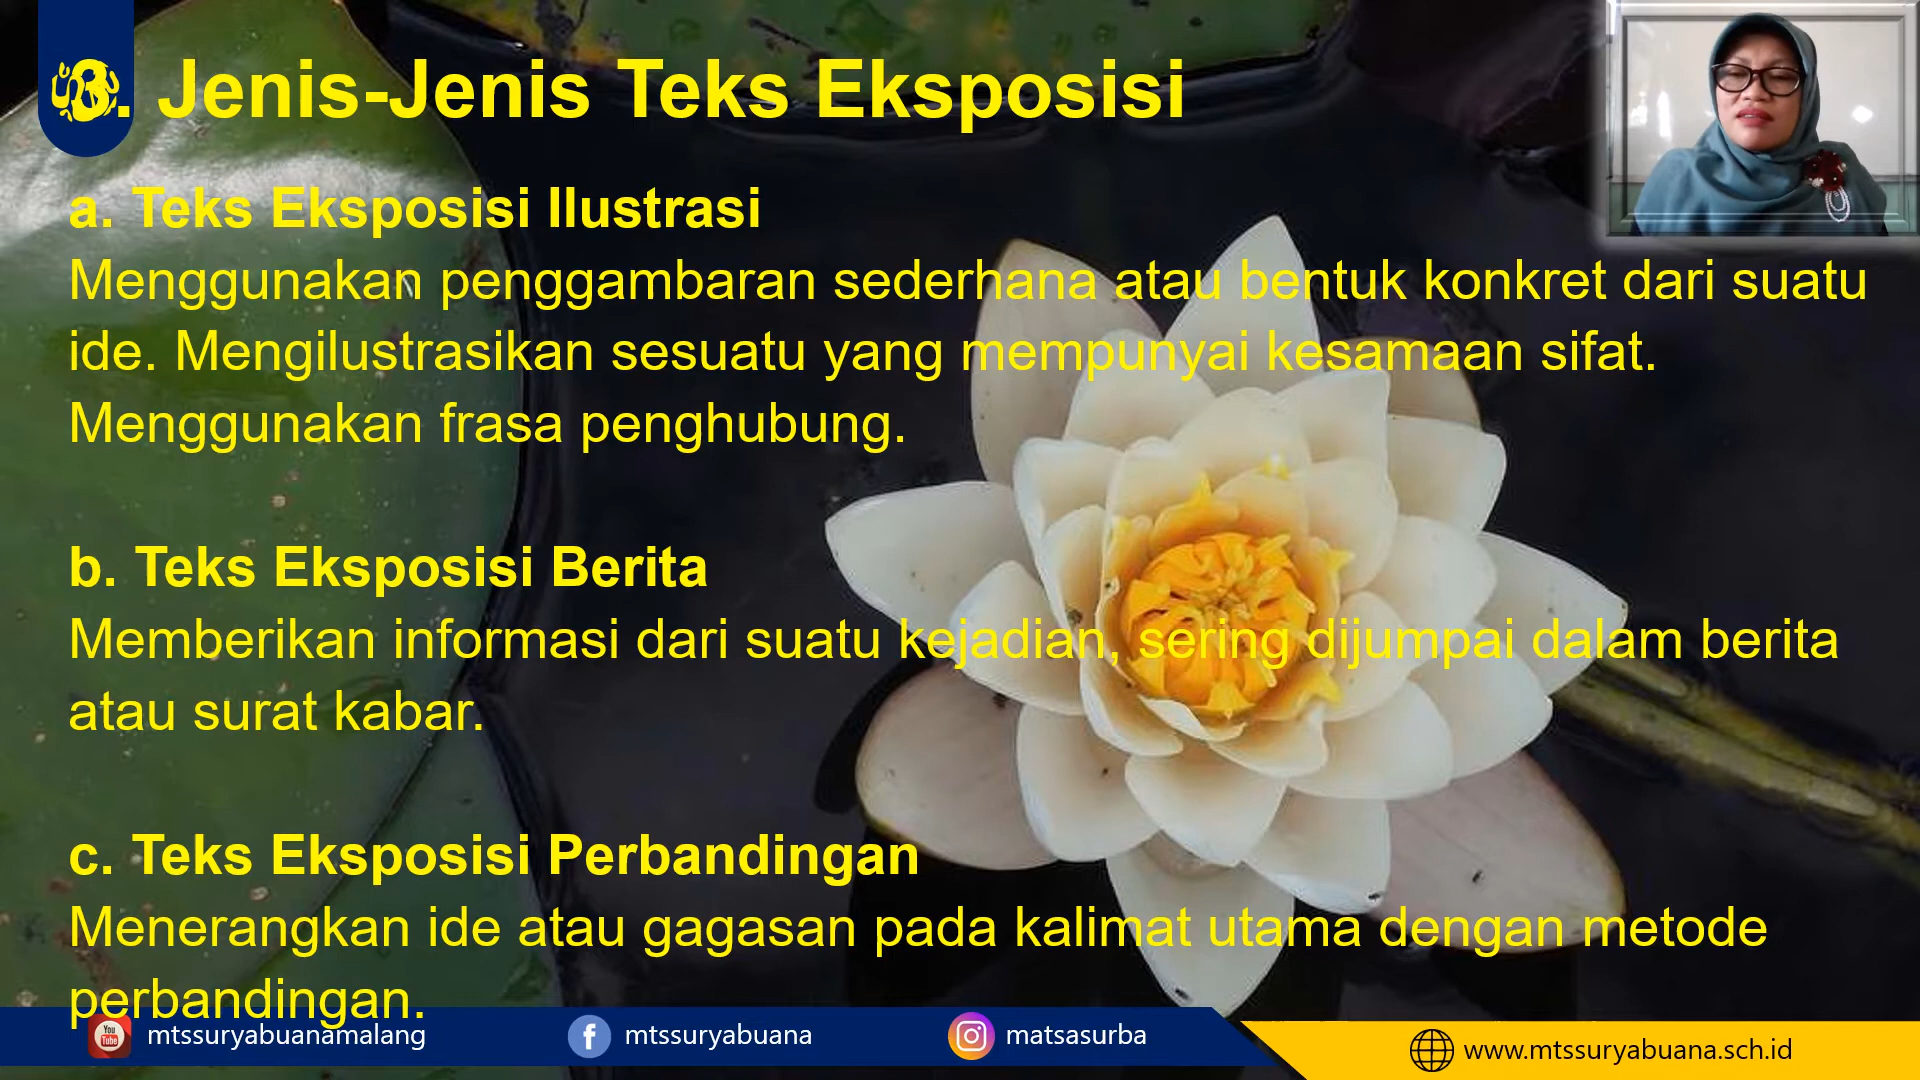 3. Jenis-Jenis Teks Eksposisi
a. Teks Eksposisi Ilustrasi
Menggunakan penggambaran sederhana atau bentuk konkret dari suatu
ide. Mengilustrasikan sesuatu yang mempunyai kesamaan sifat.
Menggunakan frasa penghubung.
b. Teks Eksposisi Berita
Memberikan informasi dari suatu kejadian, sering dijumpai dalam berita
atau surat kabar.
c. Teks Eksposisi Perbandingan
Menerangkan ide atau gagasan pada kalimat utama dengan metode
perbandingan.
You Tube mtssuryabuanamalang
mtssuryabuana
matsasurba
www.mtssuryabuana.sch.id